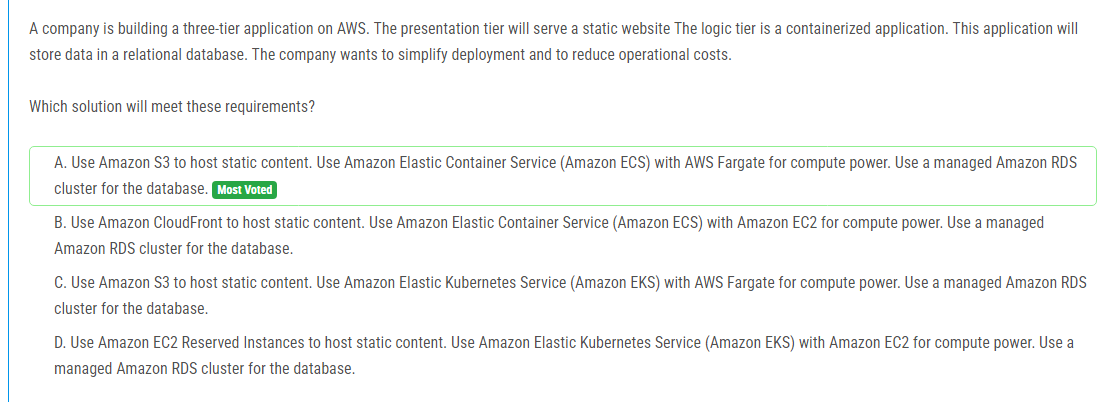 A company is building a three-tier application on AWS. The presentation tier will serve a static website The logic tier is a containerized application. This application will
store data in a relational database. The company wants to simplify deployment and to reduce operational costs.
Which solution will meet these requirements?
A. Use Amazon S3 to host static content. Use Amazon Elastic Container Service (Amazon ECS) with AWS Fargate for compute power. Use a managed Amazon RDS
cluster for the database. Most Voted
B. Use Amazon CloudFront to host static content. Use Amazon Elastic Container Service (Amazon ECS) with Amazon EC2 for compute power. Use a managed
Amazon RDS cluster for the database.
C. Use Amazon S3 to host static content. Use Amazon Elastic Kubernetes Service (Amazon EKS) with AWS Fargate for compute power. Use a managed Amazon RDS
cluster for the database.
D. Use Amazon EC2 Reserved Instances to host static content. Use Amazon Elastic Kubernetes Service (Amazon EKS) with Amazon EC2 for compute power. Use a
managed Amazon RDS cluster for the database.